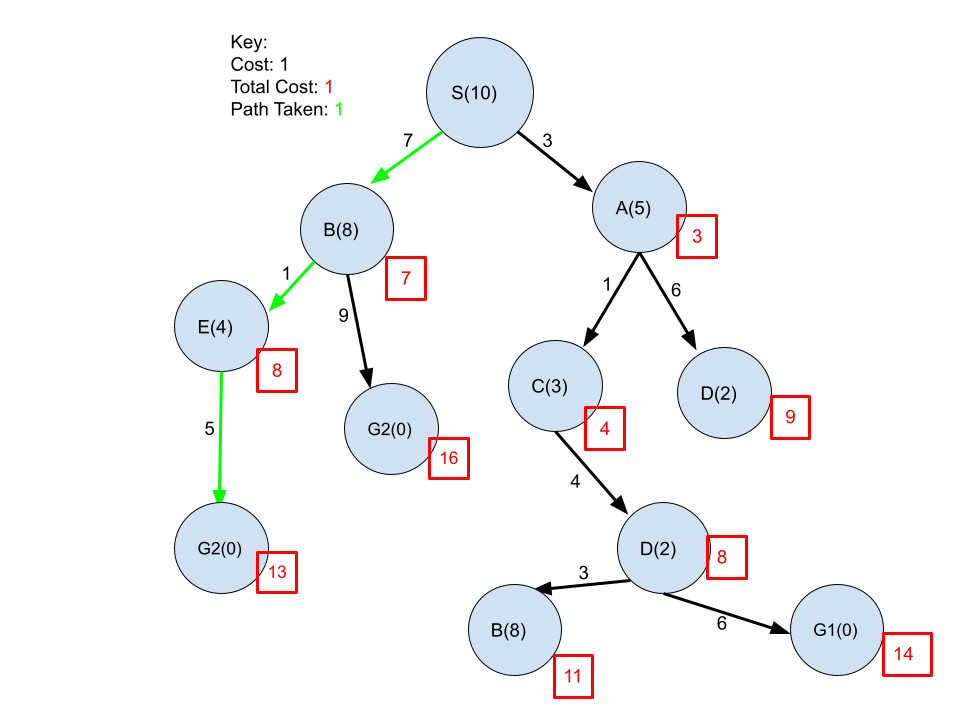 Key:
Cost: 1
Total Cost: 1
Path Taken: 1
S(10)
7
3
B(8)
7
A(5)
3
1
9
1
6
E(4)
8
G2(0)
16
C(3)
4
D(2)
9
5
4
G2(0)
13
D(2)
8
3
6
B(8)
11
G1(0)
14